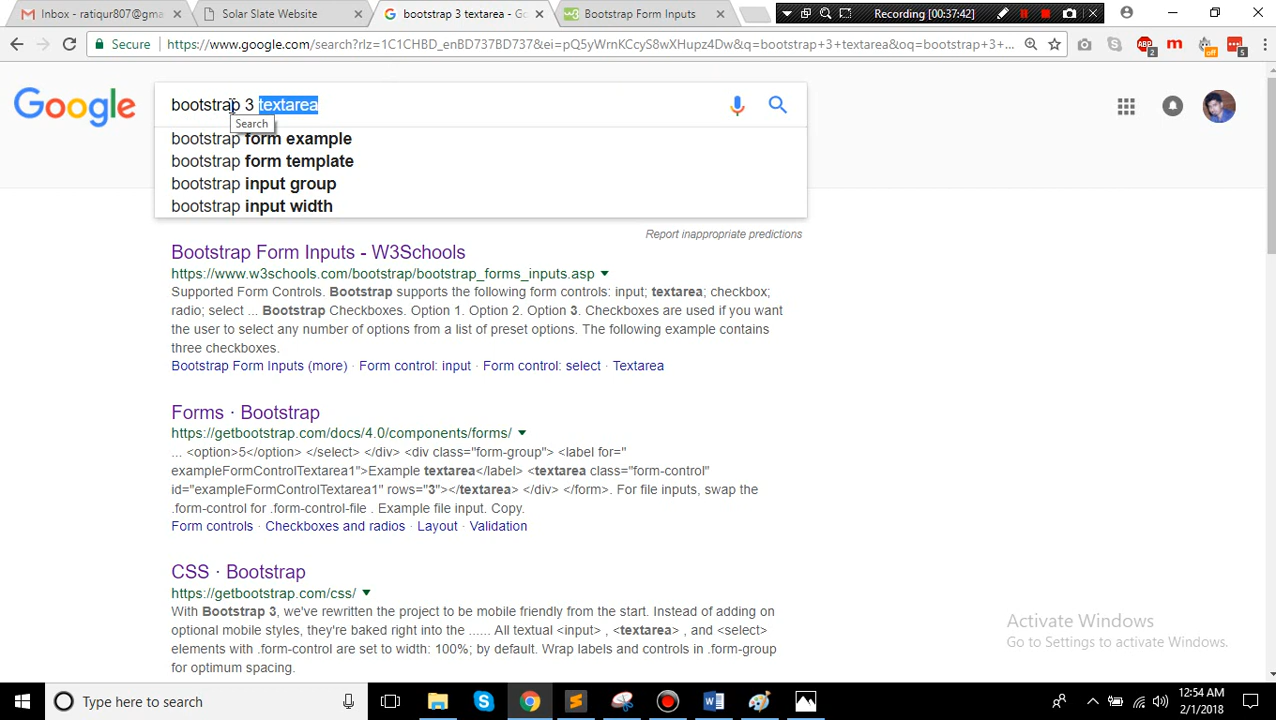 Inbox - ratiqur807@gma
Solar Slate Website
bootstrap 3 textarea - Go
Bootstrap Form Inputs
Recording [00:37:42]
Secure
https://www.google.com/search?rlz=1C1CHBD_enBD737BD737&ei=pQ5yWrnKCcyS8wXHupz4Dw&q=bootstrap+3+textarea&oq=bootstrap+3+...
ABP
2
m
off
5
Google
bootstrap 3 textarea
Search
bootstrap form example
bootstrap form template
bootstrap input group
bootstrap input width
Report inappropriate predictions
Bootstrap Form Inputs - W3Schools
https://www.w3schools.com/bootstrap/bootstrap_forms_inputs.asp
Supported Form Controls. Bootstrap supports the following form controls: input; textarea; checkbox;
radio; select ... Bootstrap Checkboxes. Option 1. Option 2. Option 3. Checkboxes are used if you want
the user to select any number of options from a list of preset options. The following example contains
three checkboxes.
Bootstrap Form Inputs (more) · Form control: input · Form control: select · Textarea
Forms · Bootstrap
https://getbootstrap.com/docs/4.0/components/forms/
... <option>5</option> </select> </div> <div class="form-group"> <label for="
exampleFormControlTextarea1">Example textarea</label> <textarea class="form-control"
id="exampleFormControlTextarea1" rows="3"></textarea> </div> </form>. For file inputs, swap the
.form-control for .form-control-file . Example file input. Copy.
Form controls · Checkboxes and radios · Layout · Validation
CSS · Bootstrap
https://getbootstrap.com/css/
With Bootstrap 3, we've rewritten the project to be mobile friendly from the start. Instead of adding on
optional mobile styles, they're baked right into the ...... All textual <input> , <textarea> , and <select>
elements with .form-control are set to width: 100%; by default. Wrap labels and controls in .form-group
for optimum spacing.
Activate Windows
Go to Settings to activate Windows.
Type here to search
12:54 AM
2/1/2018